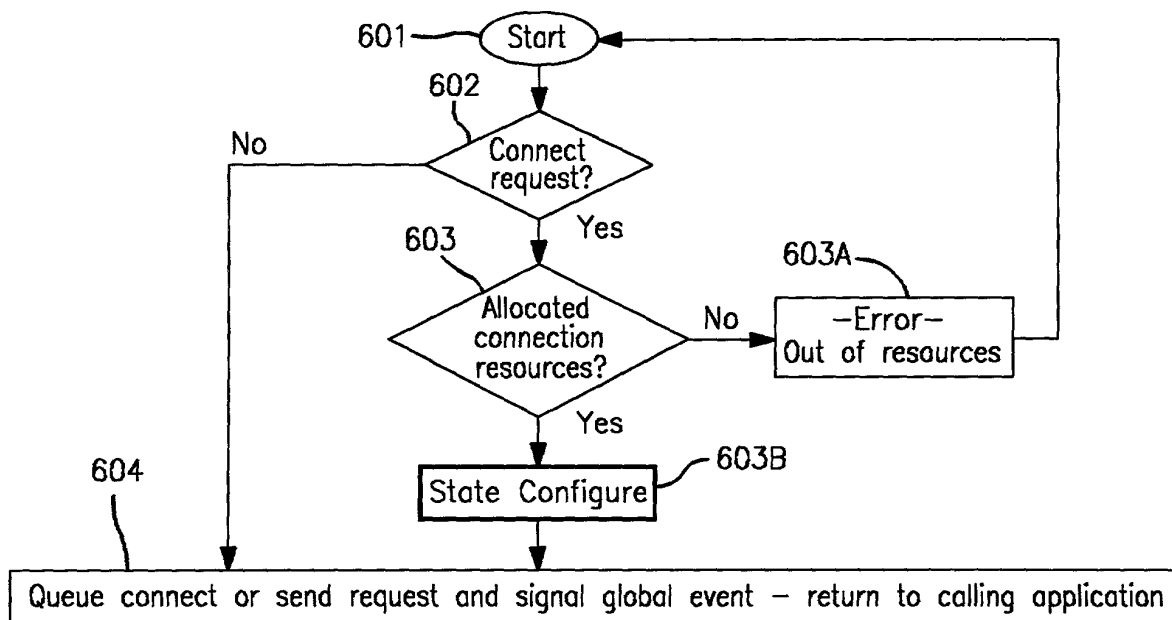 601
Start
602
No
Connect
request?
Yes
603
Allocated
connection
resources?
No
603A
-Error-
Out of resources
Yes
603B
State Configure
604
Queue connect or send request and signal global event - return to calling application